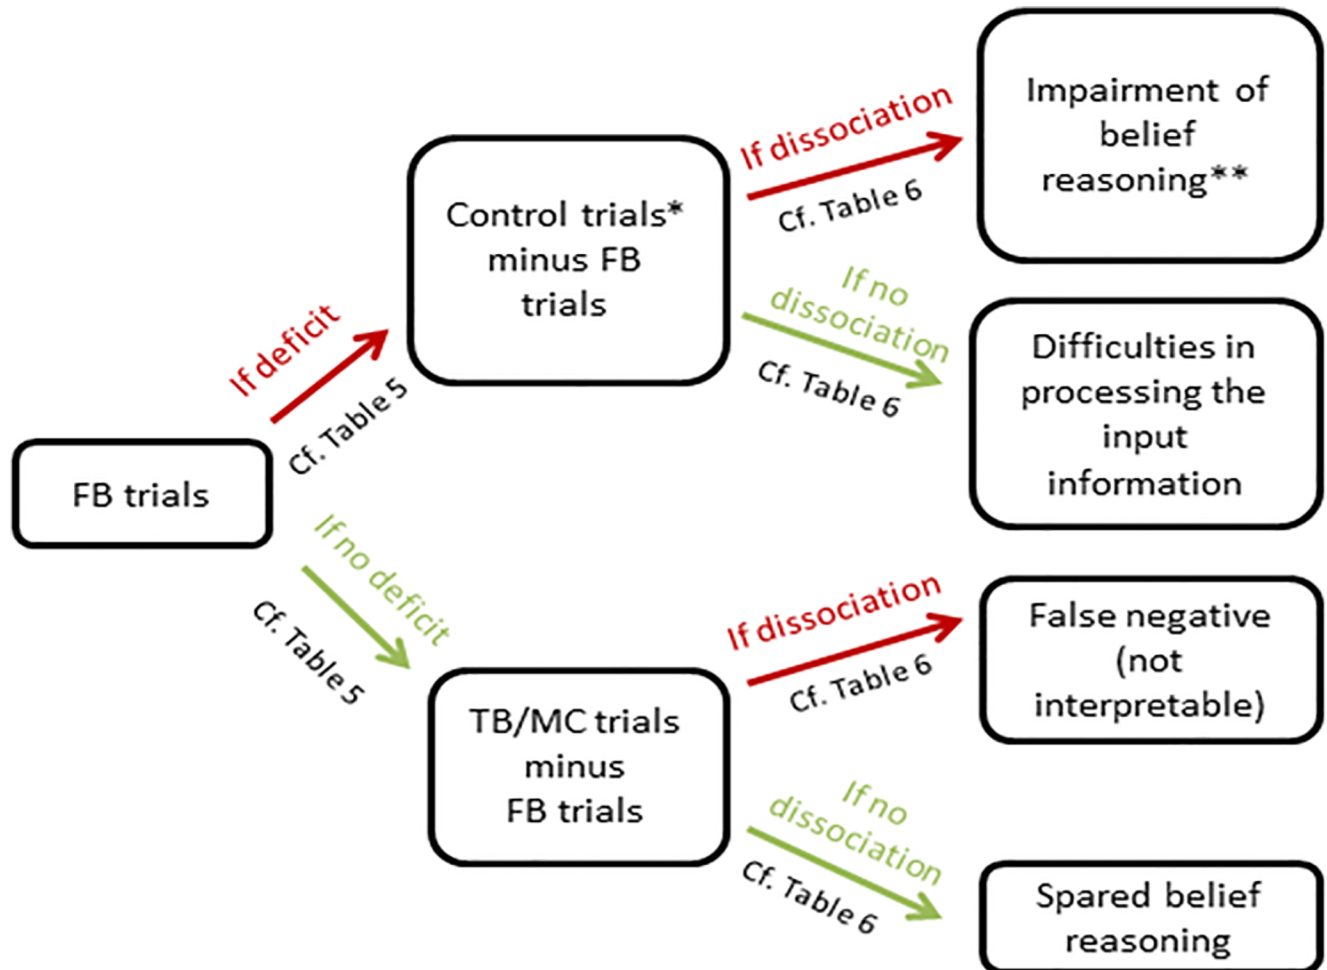 FB trials
If deficit
Cf. Table 5
If no deficit
Cf. Table 5
Control trials*
minus FB
trials
If dissociation
Cf. Table 6
If no
dissociation
Cf. Table 6
TB/MC trials
minus
FB trials
If dissociation
Cf. Table 6
If no
dissociation
Cf. Table 6
Impairment of
belief
reasoning**
Difficulties in
processing the
input
information
False negative
(not
interpretable)
Spared belief
reasoning